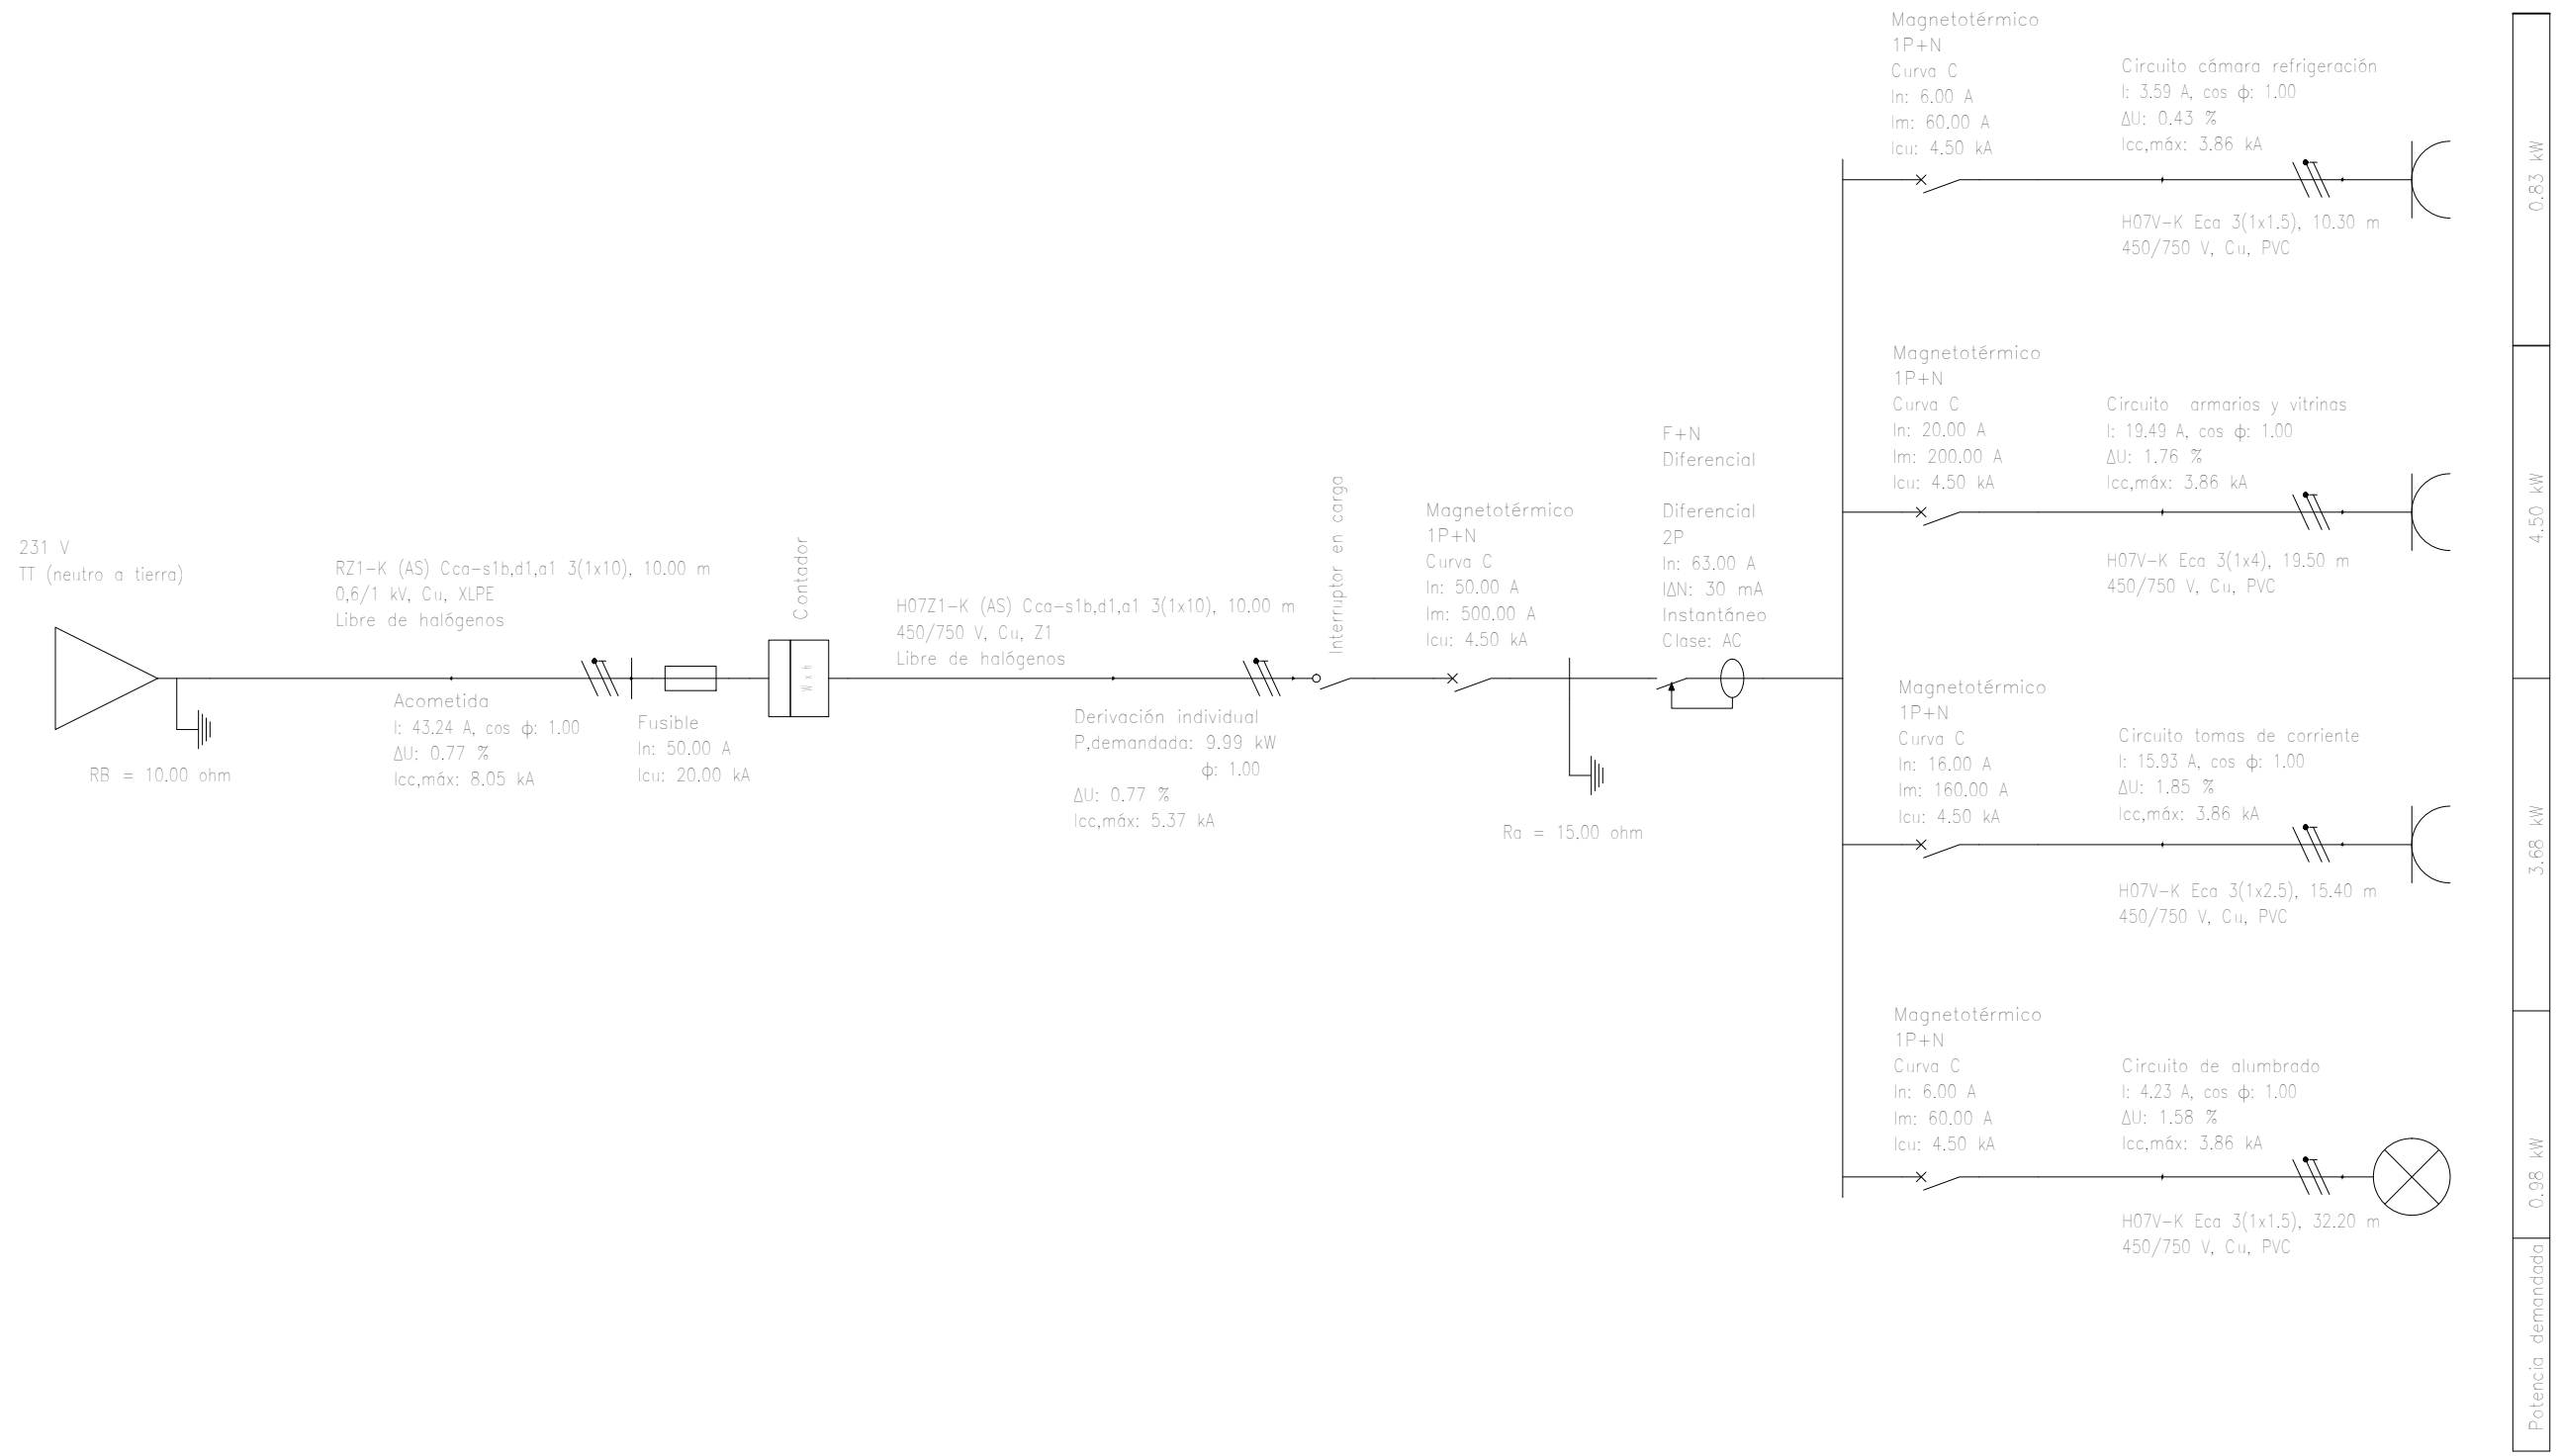 231 V
TT (neutro a tierra)
RB = 10.00 ohm
RZ1-K (AS) Cca-s1b,d1,a1 3(1x10), 10.00 m
0,6/1 kV, Cu, XLPE
Libre de halógenos
Acometida
I: 43.24 A, cos ϕ: 1.00
ΔU: 0.77 %
Icc,máx: 8.05 kA
Fusible
In: 50.00 A
Icu: 20.00 kA
Contador
W x h
H07Z1-K (AS) Cca-s1b,d1,a1 3(1x10), 10.00 m
450/750 V, Cu, Z1
Libre de halógenos
Derivación individual
P,demandada: 9.99 kW
ϕ: 1.00
ΔU: 0.77 %
Icc,máx: 5.37 kA
Interruptor en carga
Magnetotérmico
1P+N
Curva C
In: 50.00 A
Im: 500.00 A
Icu: 4.50 kA
Ra = 15.00 ohm
F+N
Diferencial
Diferencial
2P
In: 63.00 A
IΔN: 30 mA
Instantáneo
Clase: AC
Magnetotérmico
1P+N
Curva C
In: 6.00 A
Im: 60.00 A
Icu: 4.50 kA
Circuito cámara refrigeración
I: 3.59 A, cos ϕ: 1.00
ΔU: 0.43 %
Icc,máx: 3.86 kA
H07V-K Eca 3(1x1.5), 10.30 m
450/750 V, Cu, PVC
0.83 kW
Magnetotérmico
1P+N
Curva C
In: 20.00 A
Im: 200.00 A
Icu: 4.50 kA
Circuito armarios y vitrinas
I: 19.49 A, cos ϕ: 1.00
ΔU: 1.76 %
Icc,máx: 3.86 kA
H07V-K Eca 3(1x4), 19.50 m
450/750 V, Cu, PVC
4.50 kW
Magnetotérmico
1P+N
Curva C
In: 16.00 A
Im: 160.00 A
Icu: 4.50 kA
Circuito tomas de corriente
I: 15.93 A, cos ϕ: 1.00
ΔU: 1.85 %
Icc,máx: 3.86 kA
H07V-K Eca 3(1x2.5), 15.40 m
450/750 V, Cu, PVC
3.68 kW
Magnetotérmico
1P+N
Curva C
In: 6.00 A
Im: 60.00 A
Icu: 4.50 kA
Circuito de alumbrado
I: 4.23 A, cos ϕ: 1.00
ΔU: 1.58 %
Icc,máx: 3.86 kA
H07V-K Eca 3(1x1.5), 32.20 m
450/750 V, Cu, PVC
0.98 kW
Potencia demandada